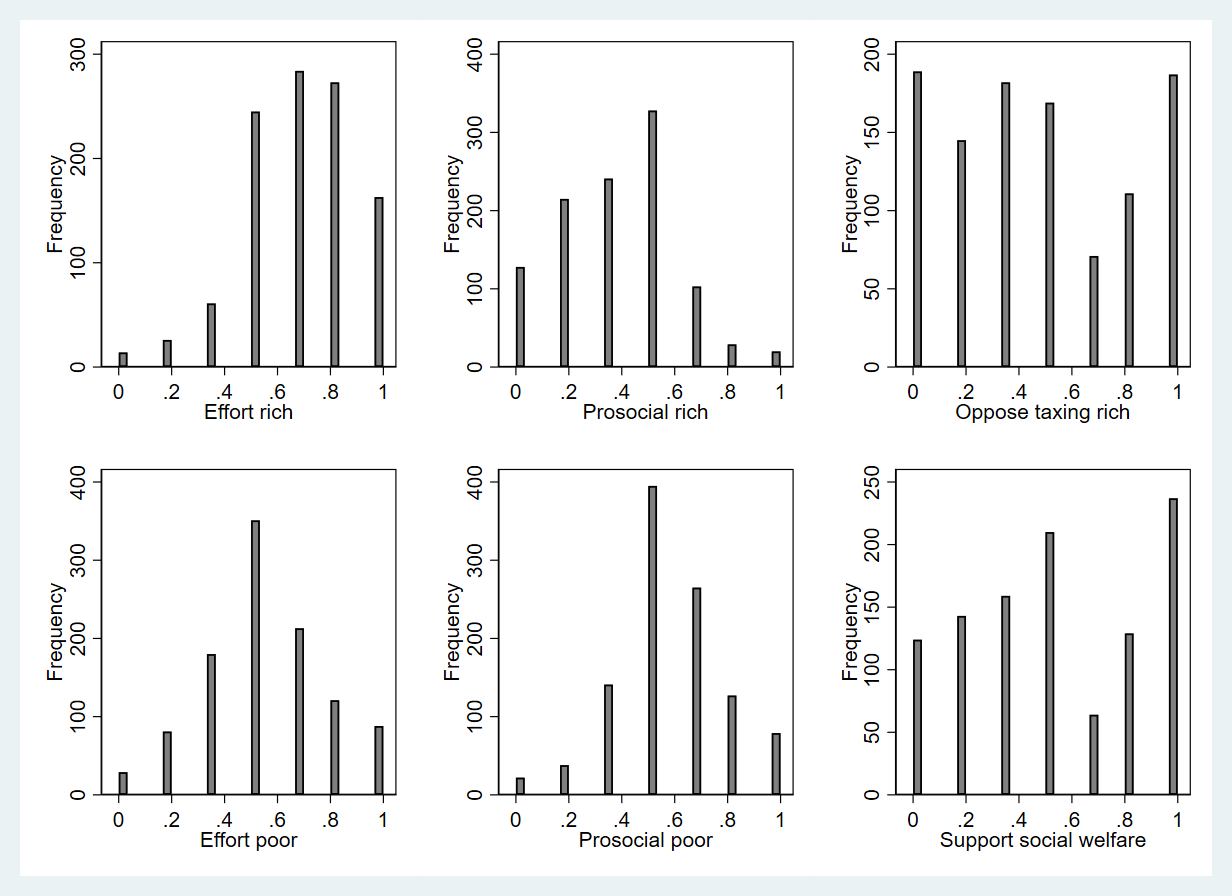 Frequency
300
200
100
0
0 .2 .4 .6 .8 1
Effort rich
Frequency
400
300
200
100
0
0 .2 .4 .6 .8 1
Prosocial rich
Frequency
200
150
100
50
0
0 .2 .4 .6 .8 1
Oppose taxing rich
Frequency
400
300
200
100
0
0 .2 .4 .6 .8 1
Effort poor
Frequency
400
300
200
100
0
0 .2 .4 .6 .8 1
Prosocial poor
Frequency
250
200
150
100
50
0
0 .2 .4 .6 .8 1
Support social welfare